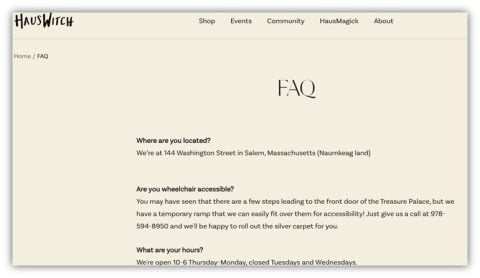 HAUSWITCH
Shop Events Community HausMagick About
Home / FAQ
FAQ
Where are you located?
We're at 144 Washington Street in Salem, Massachusetts (Naumkeag land)
Are you wheelchair accessible?
You may have seen that there are a few steps leading to the front door of the Treasure Palace, but we
have a temporary ramp that we can easily fit over them for accessibility! Just give us a call at 978-
594-8950 and we'll be happy to roll out the silver carpet for you.
What are your hours?
We're open 10-6 Thursday-Monday, closed Tuesdays and Wednesdays.